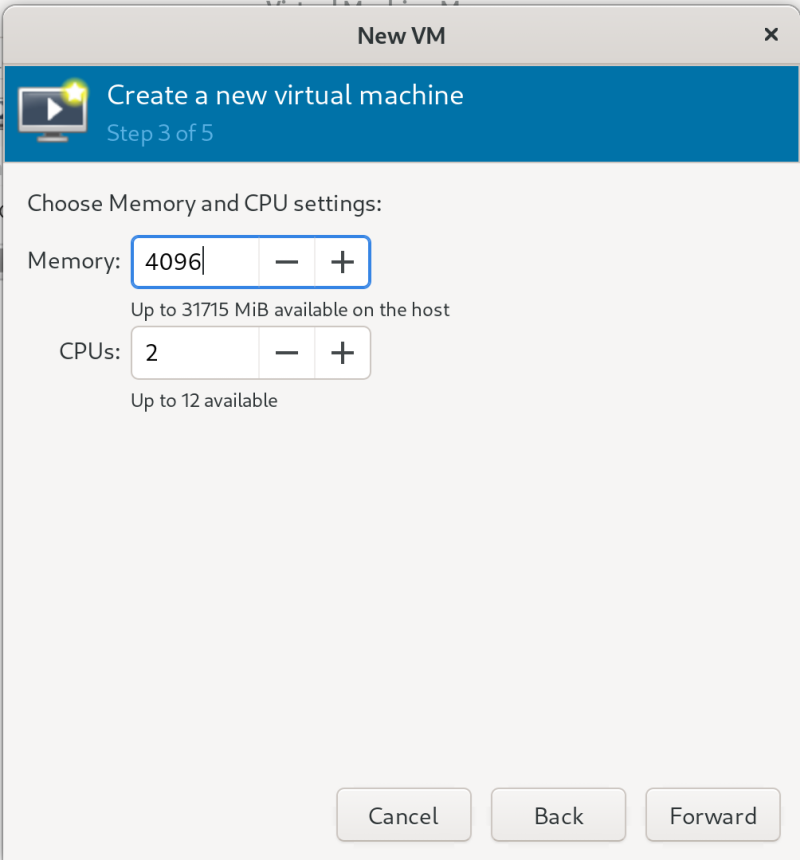 New VM
Create a new virtual machine
Step 3 of 5
Choose Memory and CPU settings:
Memory: 4096
Up to 31715 MiB available on the host
CPUs: 2
Up to 12 available
Cancel Back Forward